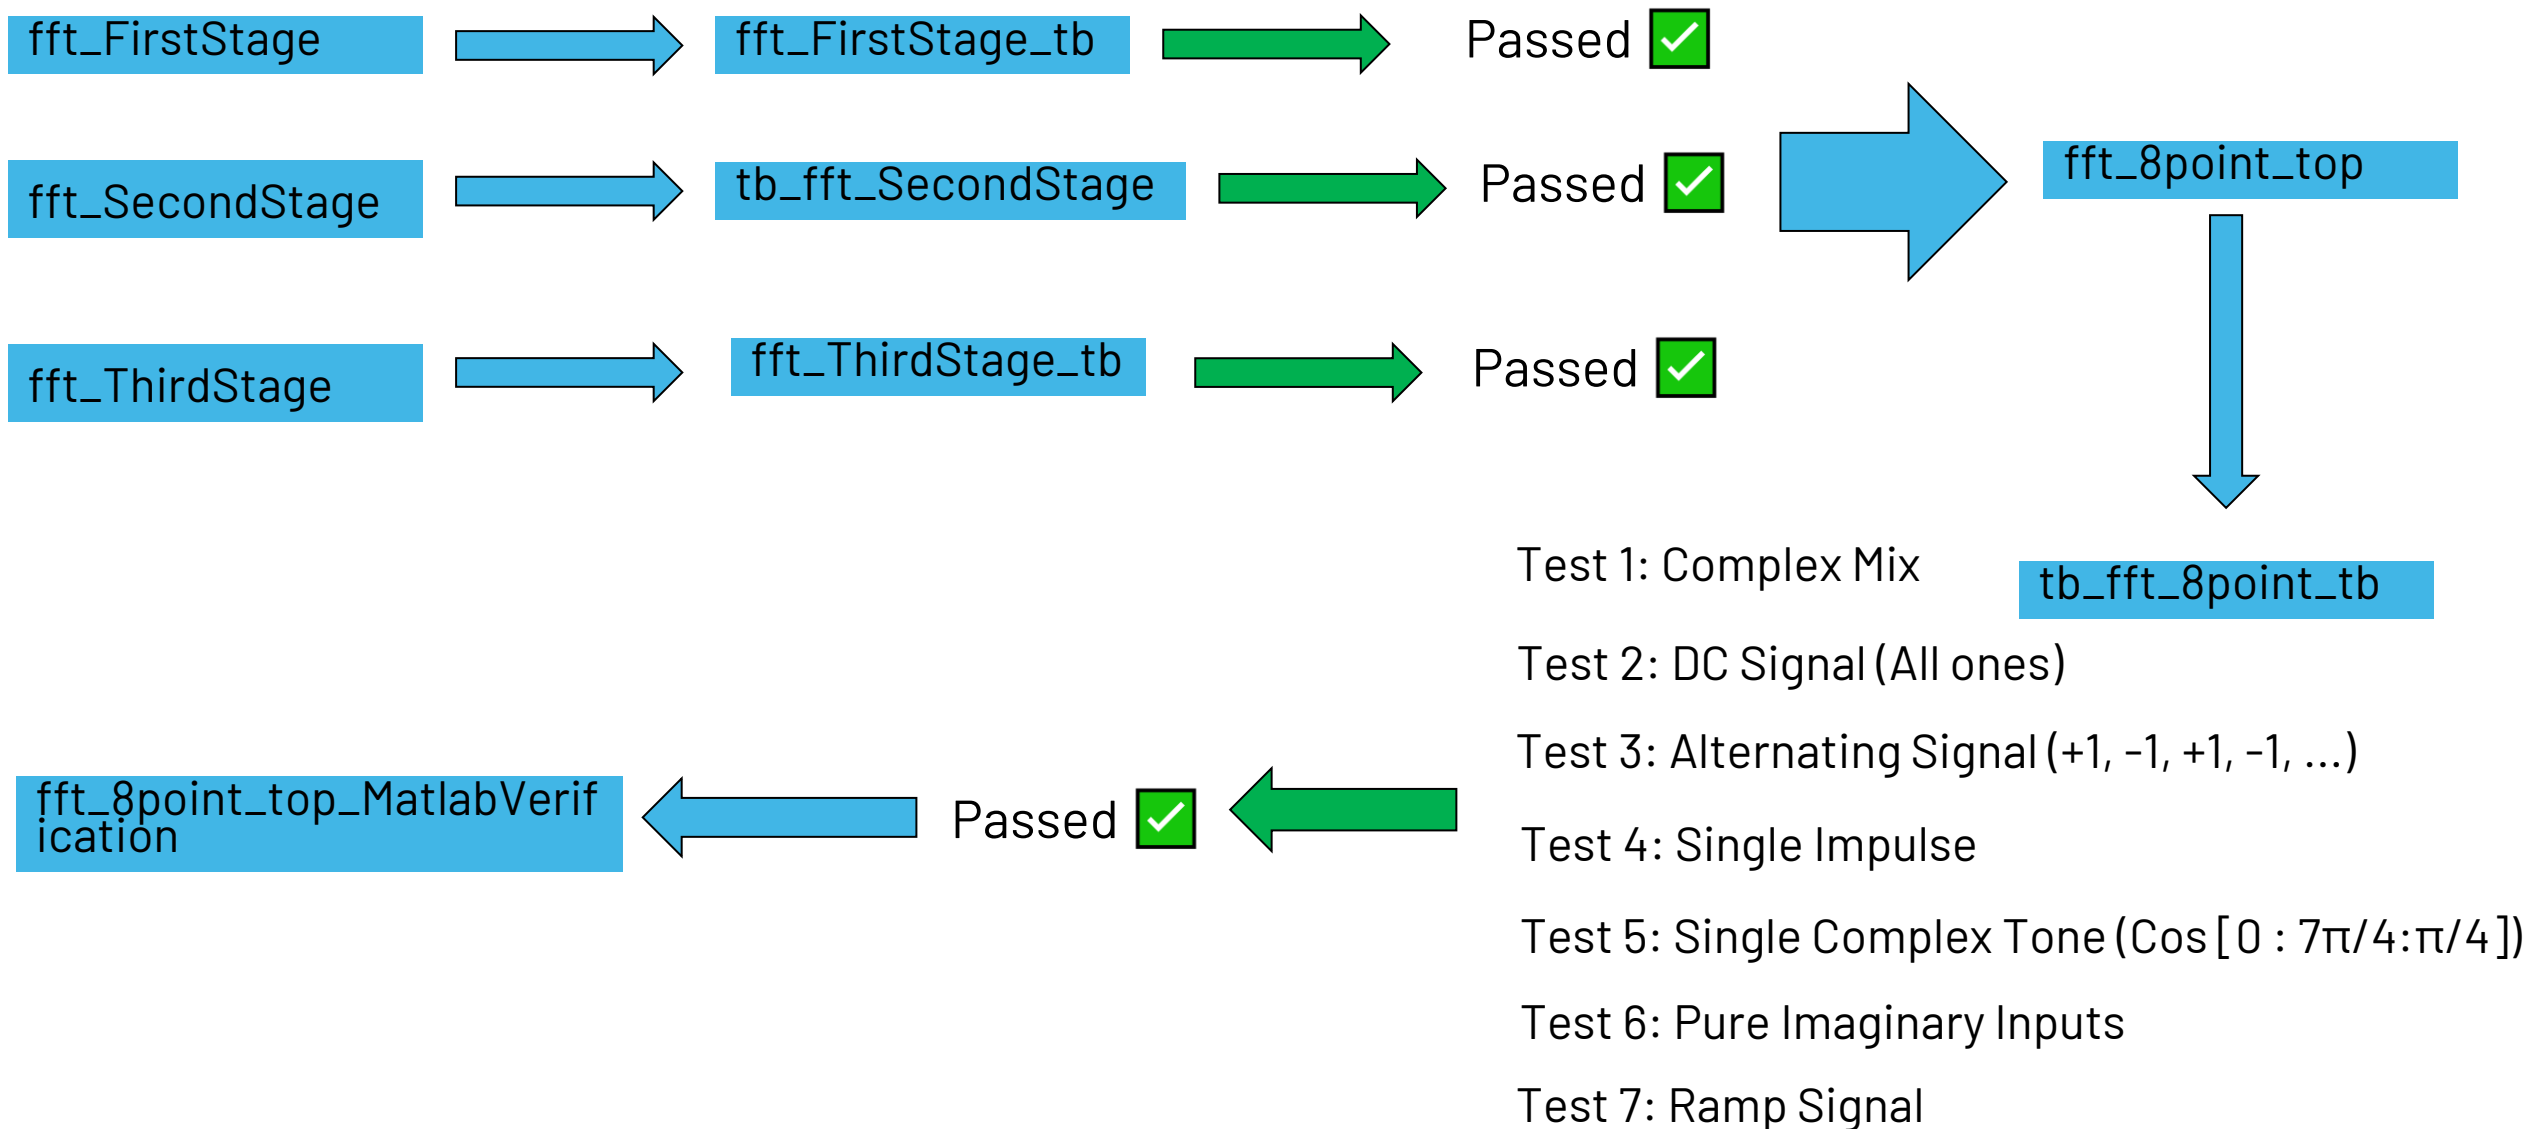 fft_FirstStage
fft_FirstStage_tb
Passed ✅
fft_SecondStage
tb_fft_SecondStage
Passed ✅
fft_8point_top
fft_ThirdStage
fft_ThirdStage_tb
Passed ✅
Test 1: Complex Mix
tb_fft_8point_tb
Test 2: DC Signal (All ones)
Test 3: Alternating Signal (+1, -1, +1, -1, ...)
fft_8point_top_MatlabVerif
ication
Passed ✅
Test 4: Single Impulse
Test 5: Single Complex Tone (Cos [0 : 7π/4:π/4])
Test 6: Pure Imaginary Inputs
Test 7: Ramp Signal